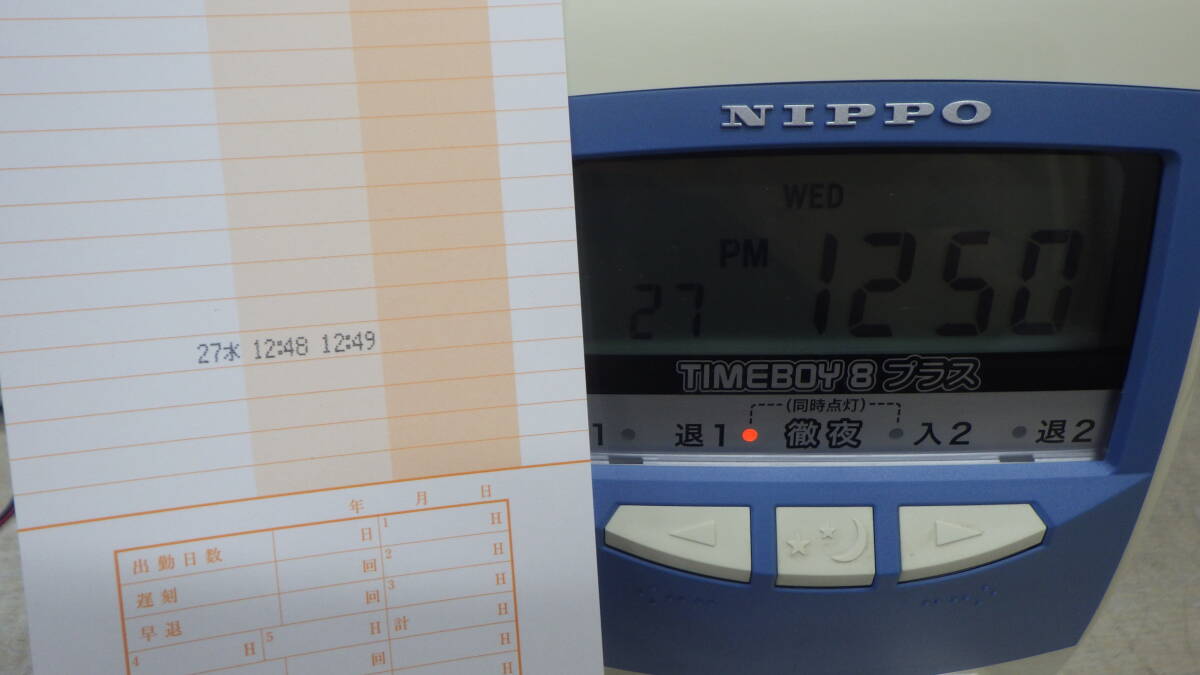 27水 12:48 12:49
年 月 日
出勤日数 日 1 H
遅刻 回 2 H
早退 回 3 H
4 H 5 H 計 H
回 H
NIPPO
WED
27 PM 1250
TIMEBOY 8 プラス
(同時点灯)
1 退1 徹夜 入2 退2